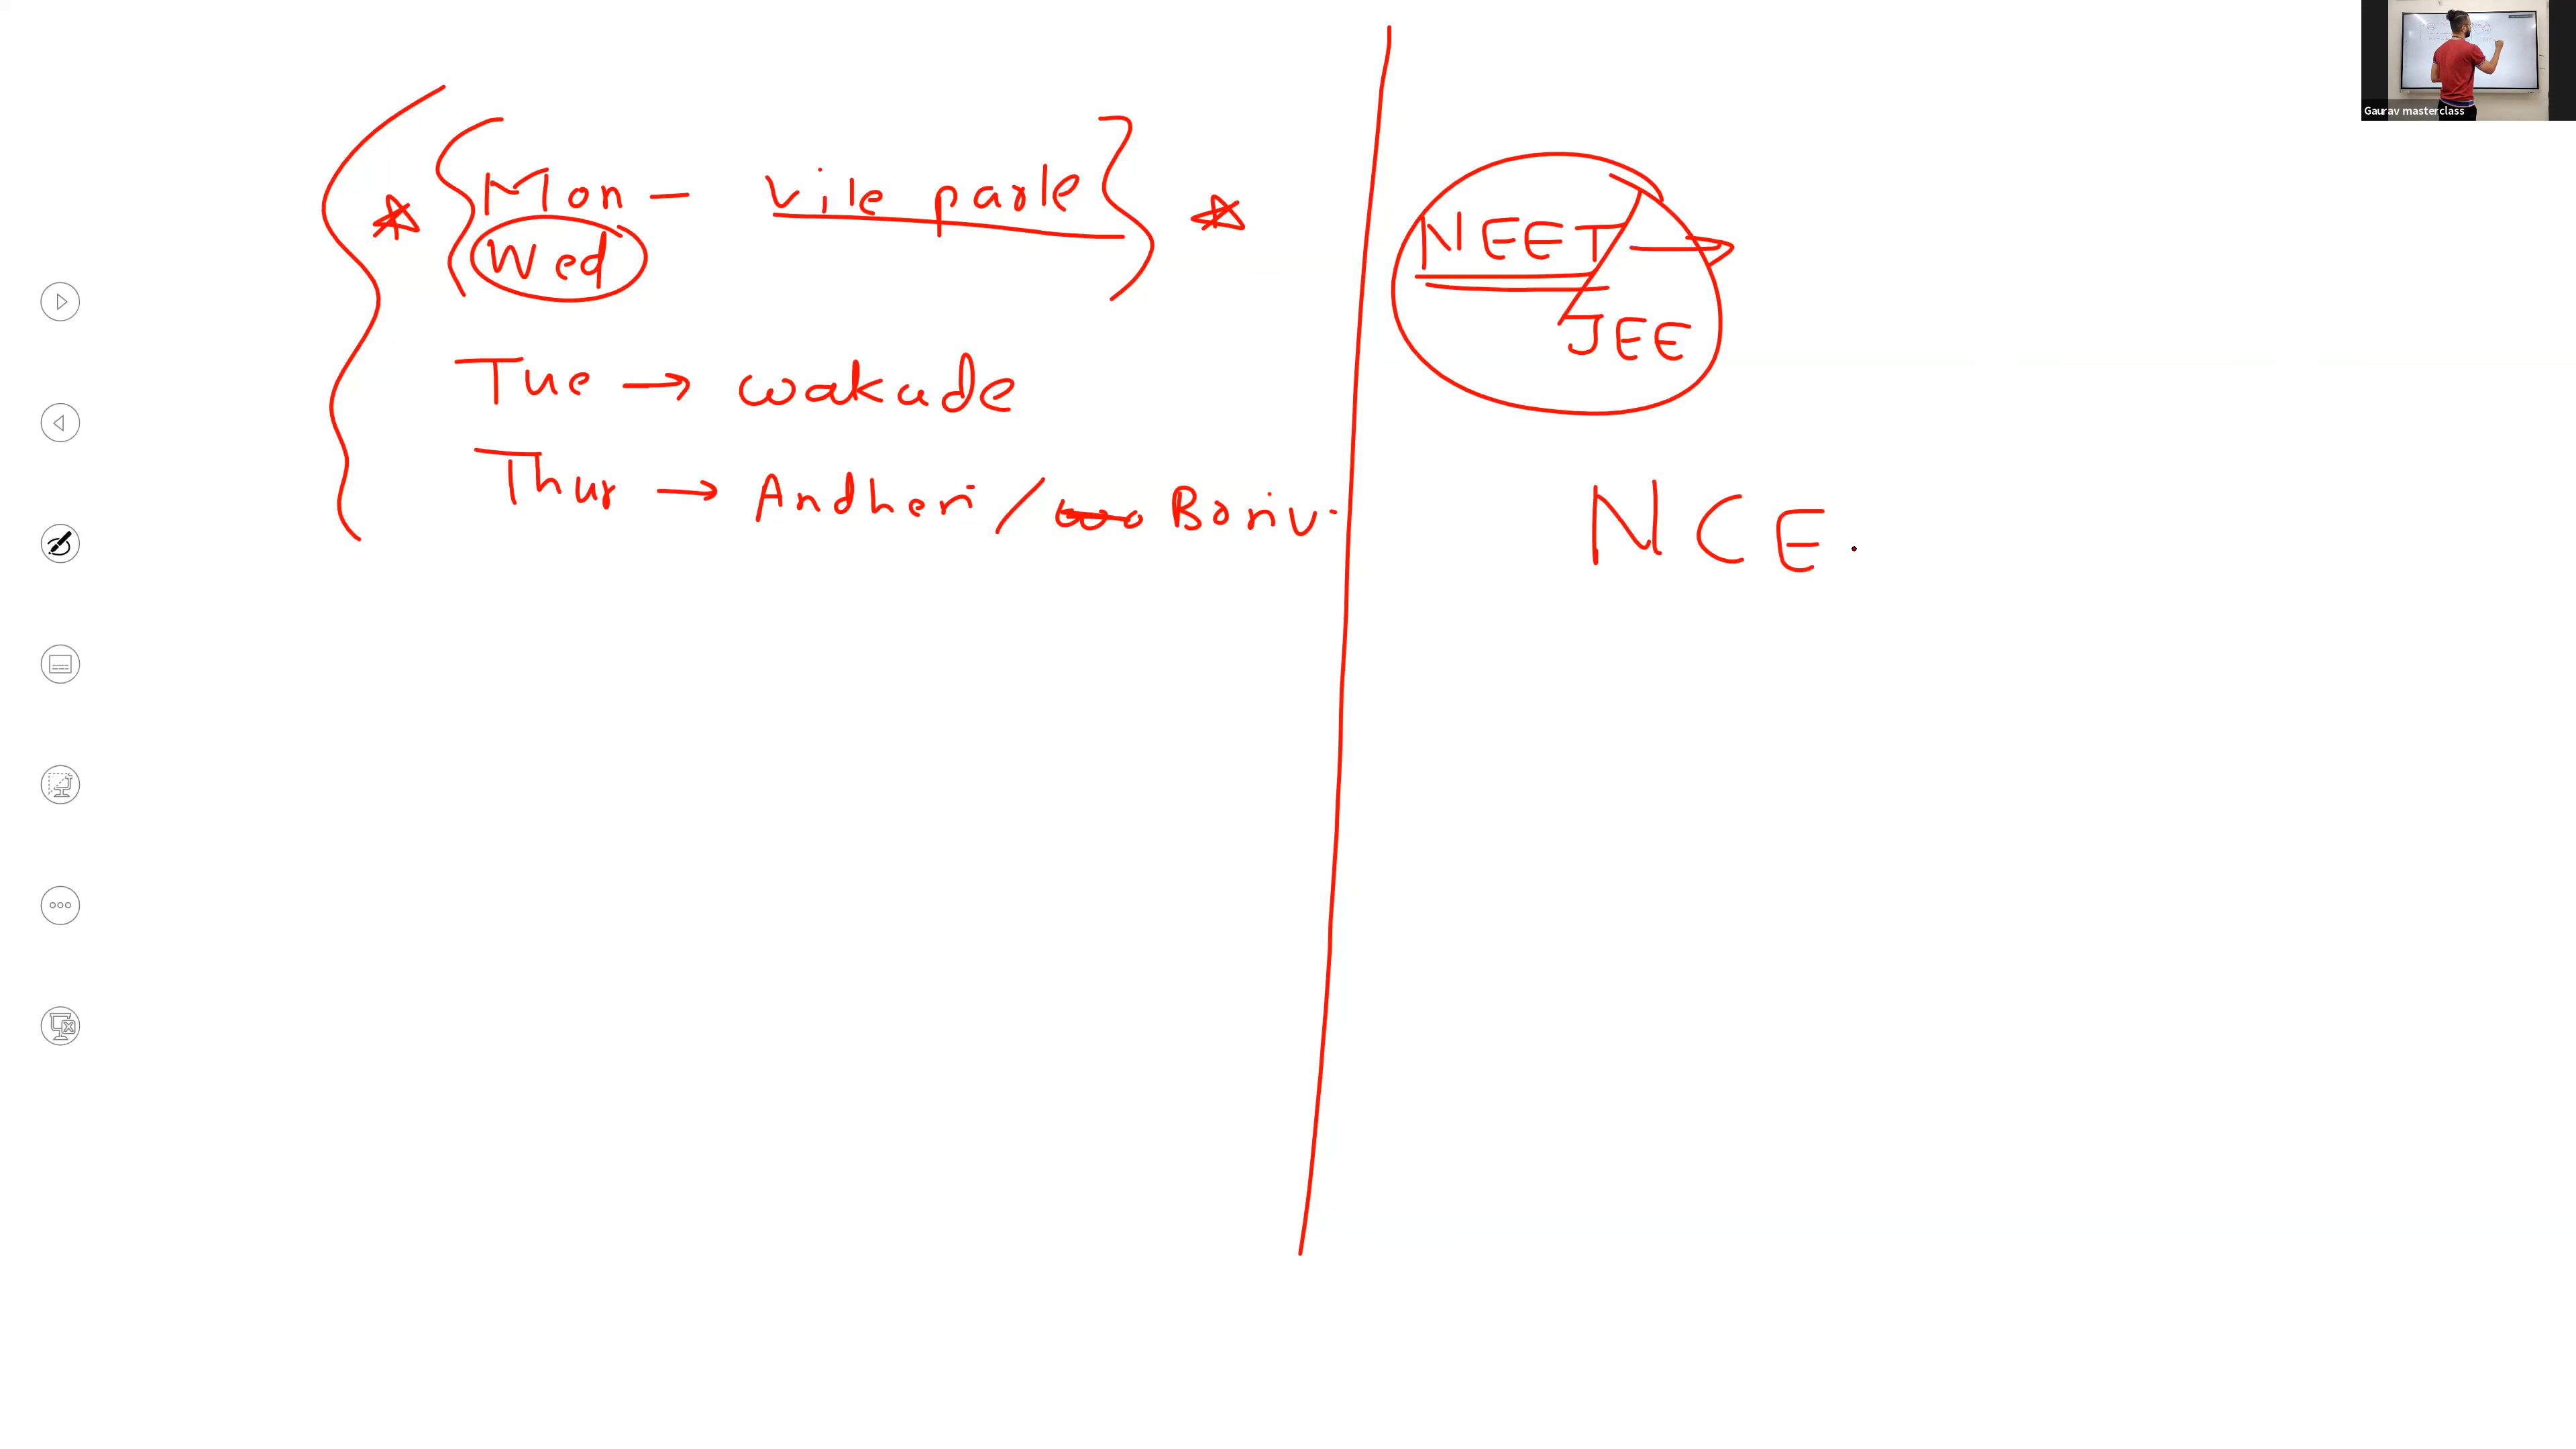 Mon - vile parle
Wed
Tue → wakade
Thur → Andheri / Boriv.
NEET →
JEE
NCE.
Gaurav masterclass